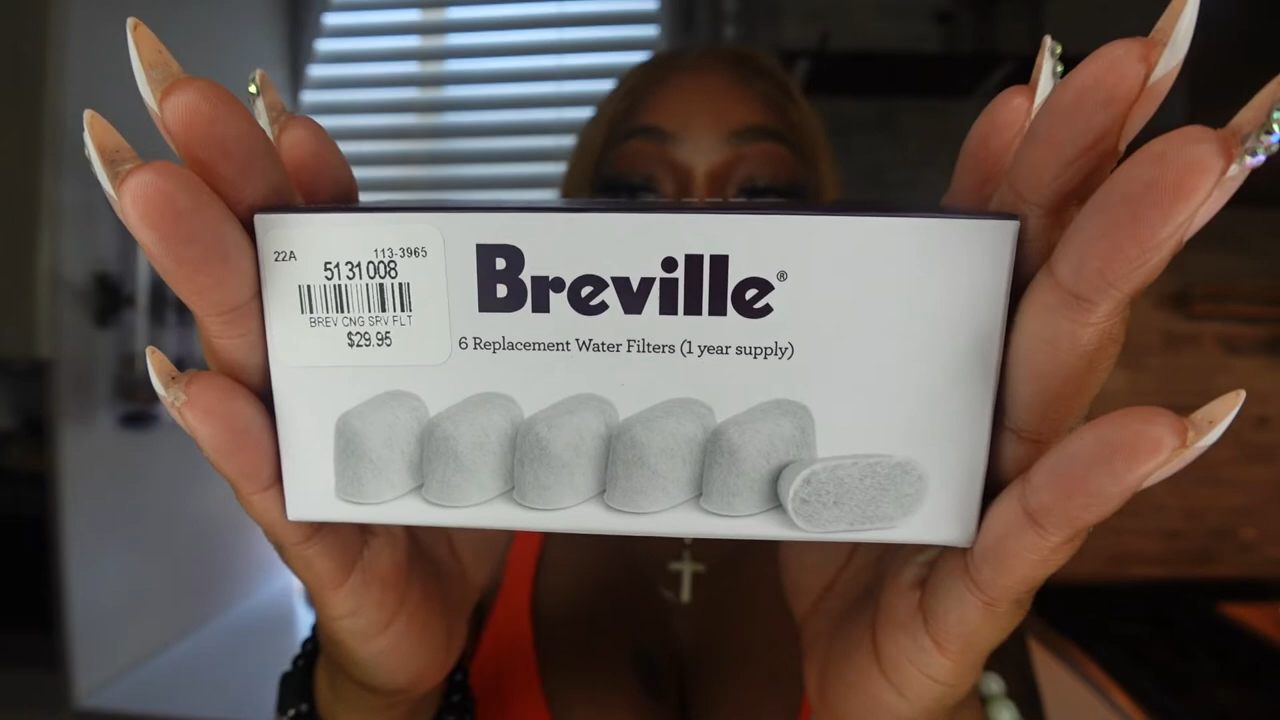 22A 113-3965
5131008
BREV CNG SRV FLT
$29.95
Breville®
6 Replacement Water Filters (1 year supply)